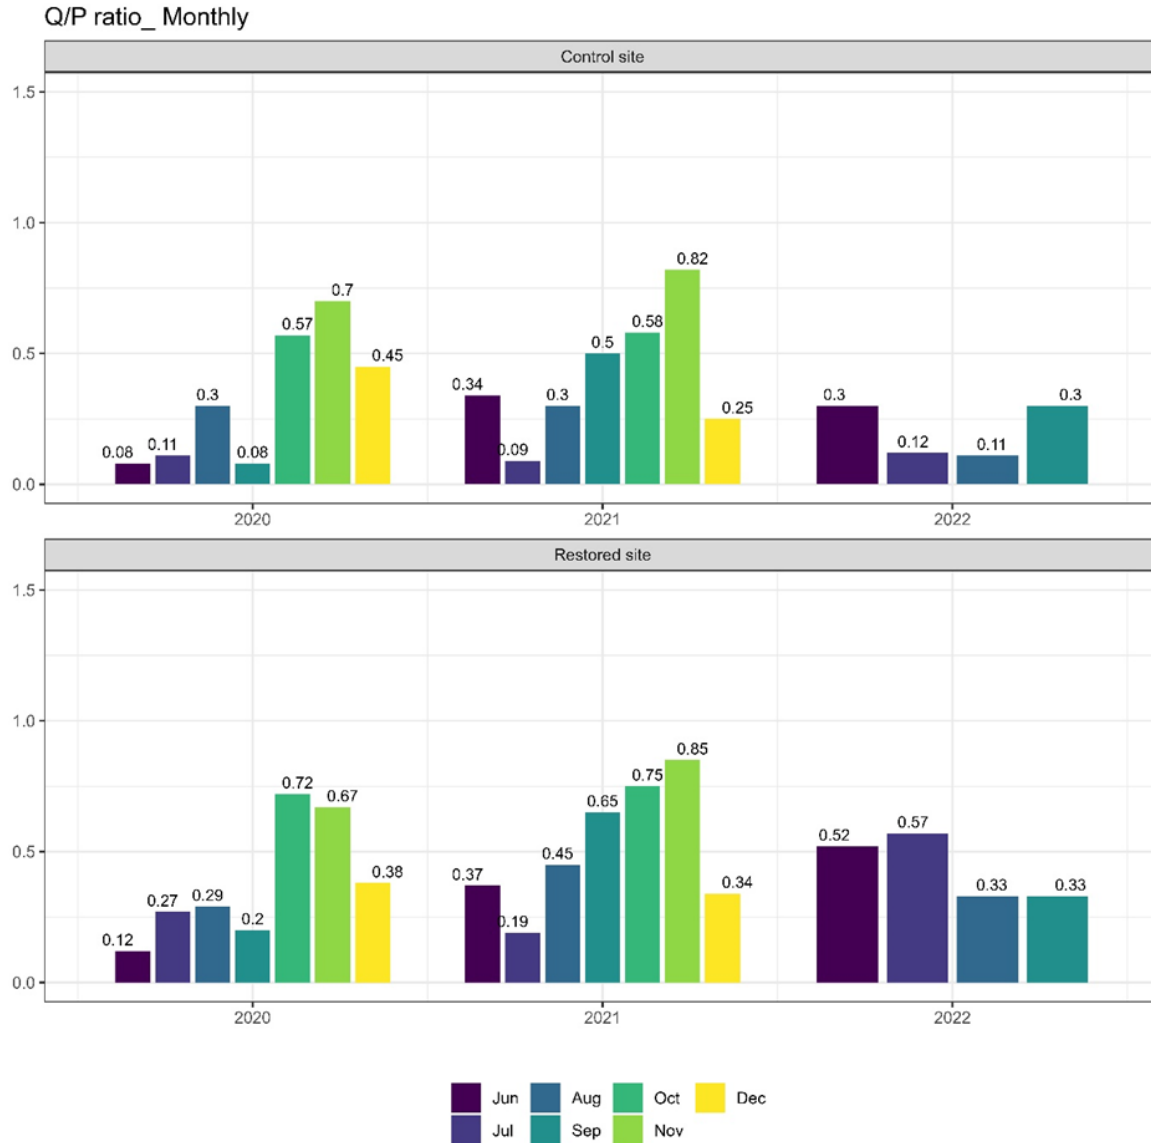 Q/P ratio_ Monthly
Control site
1.5
1.0
0.5
0.0
0.08 0.11 0.3 0.08 0.57 0.7 0.45
0.34 0.09 0.3 0.5 0.58 0.82 0.25
0.3 0.12 0.11 0.3
2020 2021 2022
Restored site
1.5
1.0
0.5
0.0
0.12 0.27 0.29 0.2 0.72 0.67 0.38
0.37 0.19 0.45 0.65 0.75 0.85 0.34
0.52 0.57 0.33 0.33
2020 2021 2022
Jun Aug Oct Dec
Jul Sep Nov